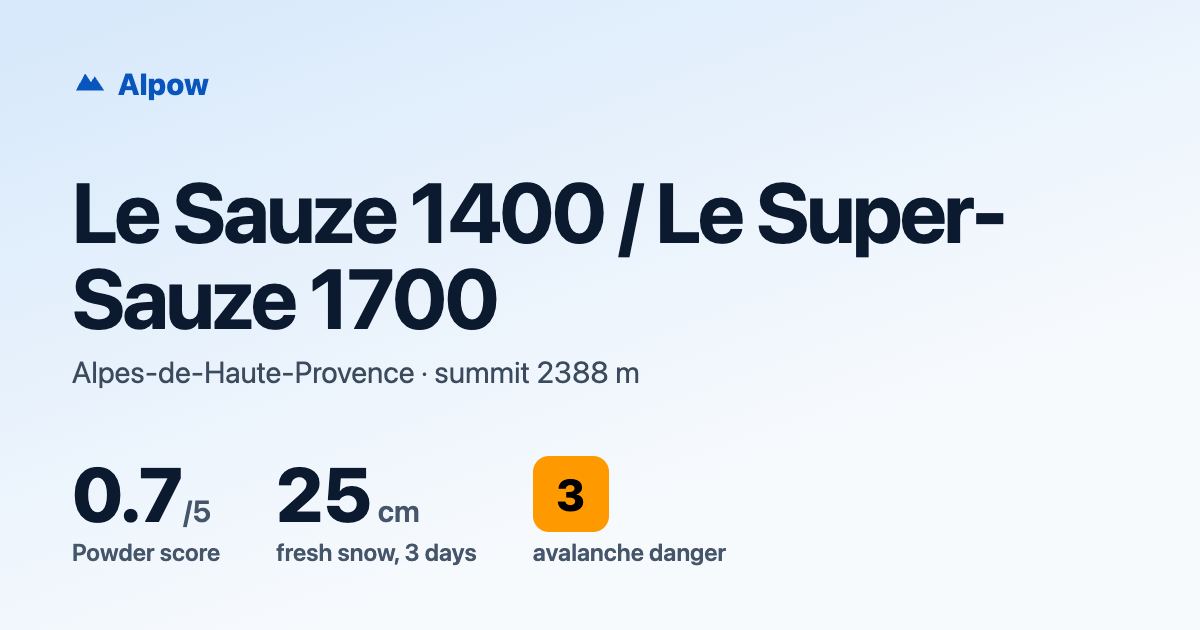 Alpow
Le Sauze 1400 / Le Super-
Sauze 1700
Alpes-de-Haute-Provence · summit 2388 m
0.7/5
Powder score
25 cm
fresh snow, 3 days
3
avalanche danger